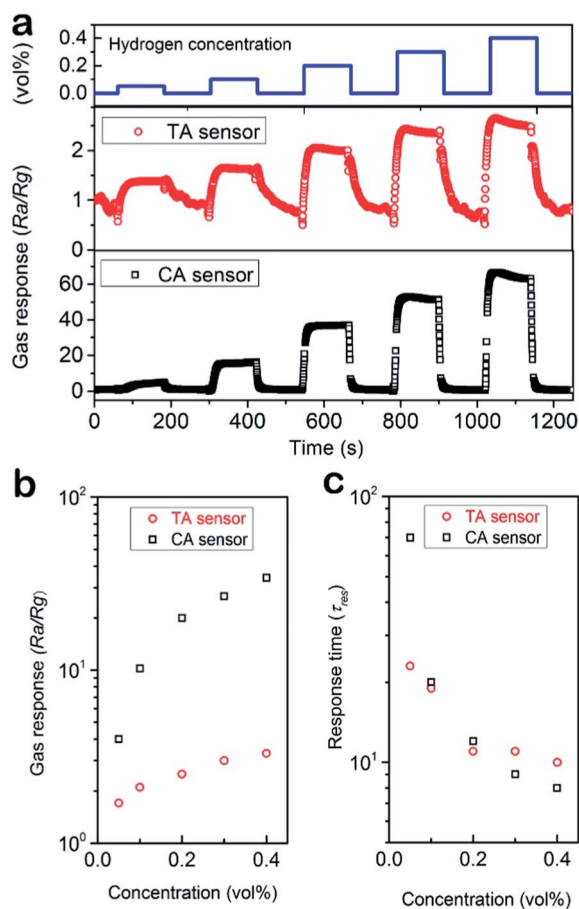 a
Hydrogen concentration
(vol%)
0.4
0.2
0.0
TA sensor
2
1
0
Gas response (Ra/Rg)
CA sensor
60
40
20
0
0 200 400 600 800 1000 1200
Time (s)
b
10²
10¹
10⁰
TA sensor
CA sensor
Gas response (Ra/Rg)
0.0 0.2 0.4
Concentration (vol%)
c
10²
10¹
TA sensor
CA sensor
Response time (τres)
0.0 0.2 0.4
Concentration (vol%)